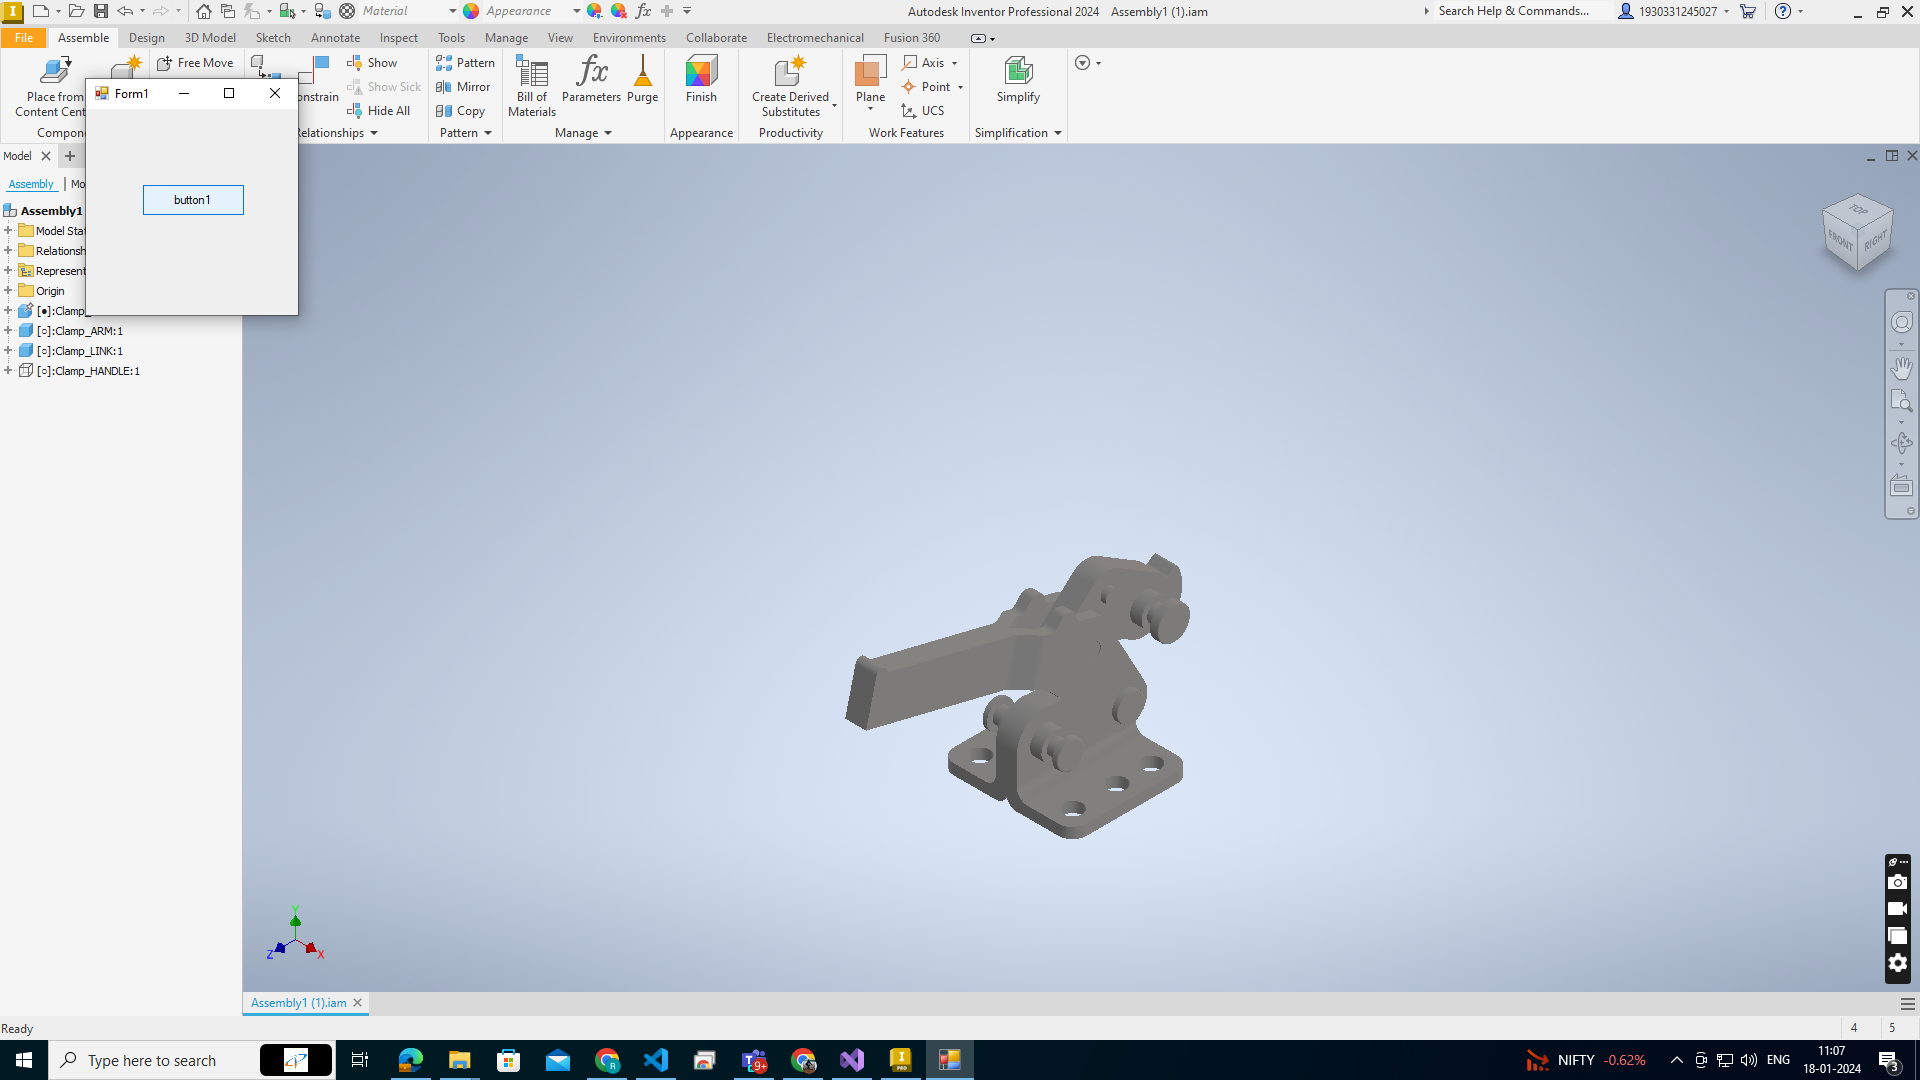 Material
Appearance
Autodesk Inventor Professional 2024 Assembly1 (1).iam
Search Help & Commands...
1930331245027
File
Assemble
Design
3D Model
Sketch
Annotate
Inspect
Tools
Manage
View
Environments
Collaborate
Electromechanical
Fusion 360
Place from
Content Cent
Free Move
onstrain
Show
Show Sick
Hide All
Pattern
Mirror
Copy
Bill of
Materials
Parameters
Purge
Finish
Create Derived
Substitutes
Plane
Axis
Point
UCS
Simplify
Compone
Relationships
Pattern
Manage
Appearance
Productivity
Work Features
Simplification
Form1
button1
Model
Assembly
Mo
Assembly1
Model Stat
Relationsh
Represent
Origin
[●]:Clamp_
[○]:Clamp_ARM:1
[○]:Clamp_LINK:1
[○]:Clamp_HANDLE:1
TOP
FRONT
RIGHT
Y
Z
X
Assembly1 (1).iam
Ready
4
5
Type here to search
R
9+
PRO
NIFTY -0.62%
ENG
11:07
18-01-2024
3